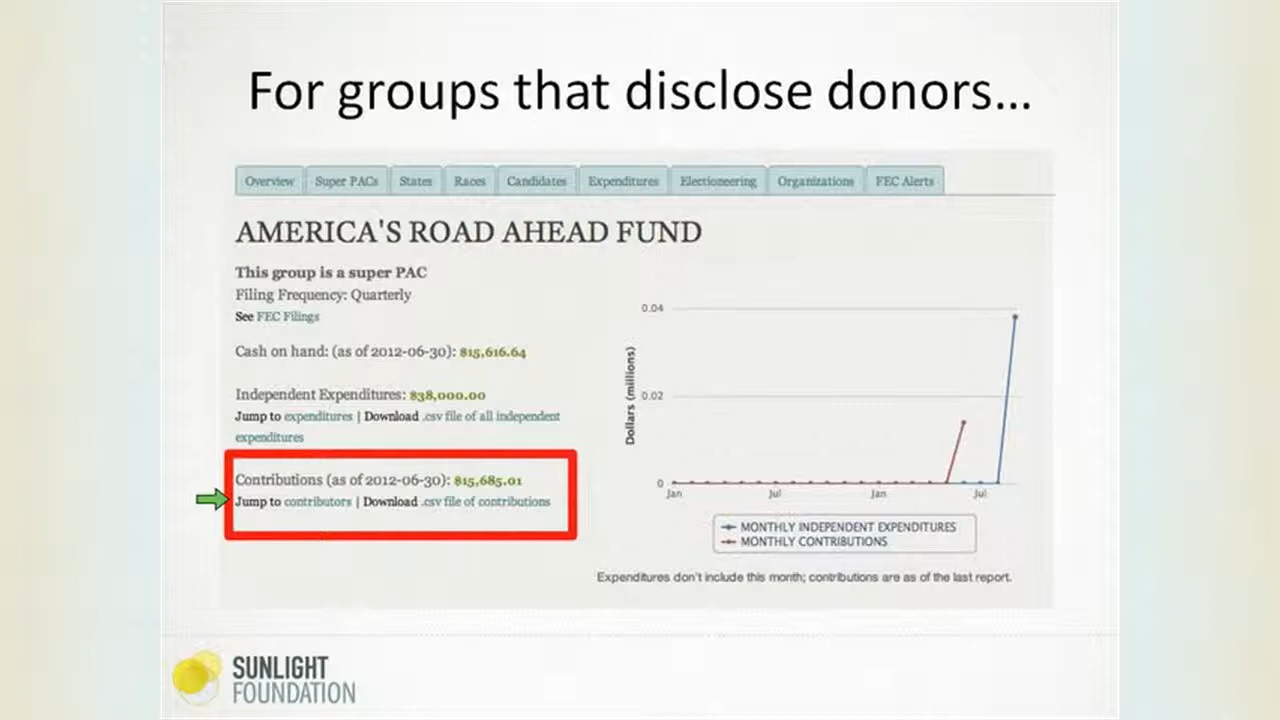 For groups that disclose donors...
Overview Super PACs States Races Candidates Expenditures Electioneering Organizations FEC Alerts
AMERICA'S ROAD AHEAD FUND
This group is a super PAC
Filing Frequency: Quarterly
See FEC Filings
Cash on hand: (as of 2012-06-30): $15,616.64
Independent Expenditures: $38,000.00
Jump to expenditures | Download .csv file of all independent
expenditures
Contributions (as of 2012-06-30): $15,685.01
Jump to contributors | Download .csv file of contributions
Dollars (millions)
0.04
0.02
0
Jan Jul Jan Jul
MONTHLY INDEPENDENT EXPENDITURES
MONTHLY CONTRIBUTIONS
Expenditures don't include this month; contributions are as of the last report.
SUNLIGHT
FOUNDATION